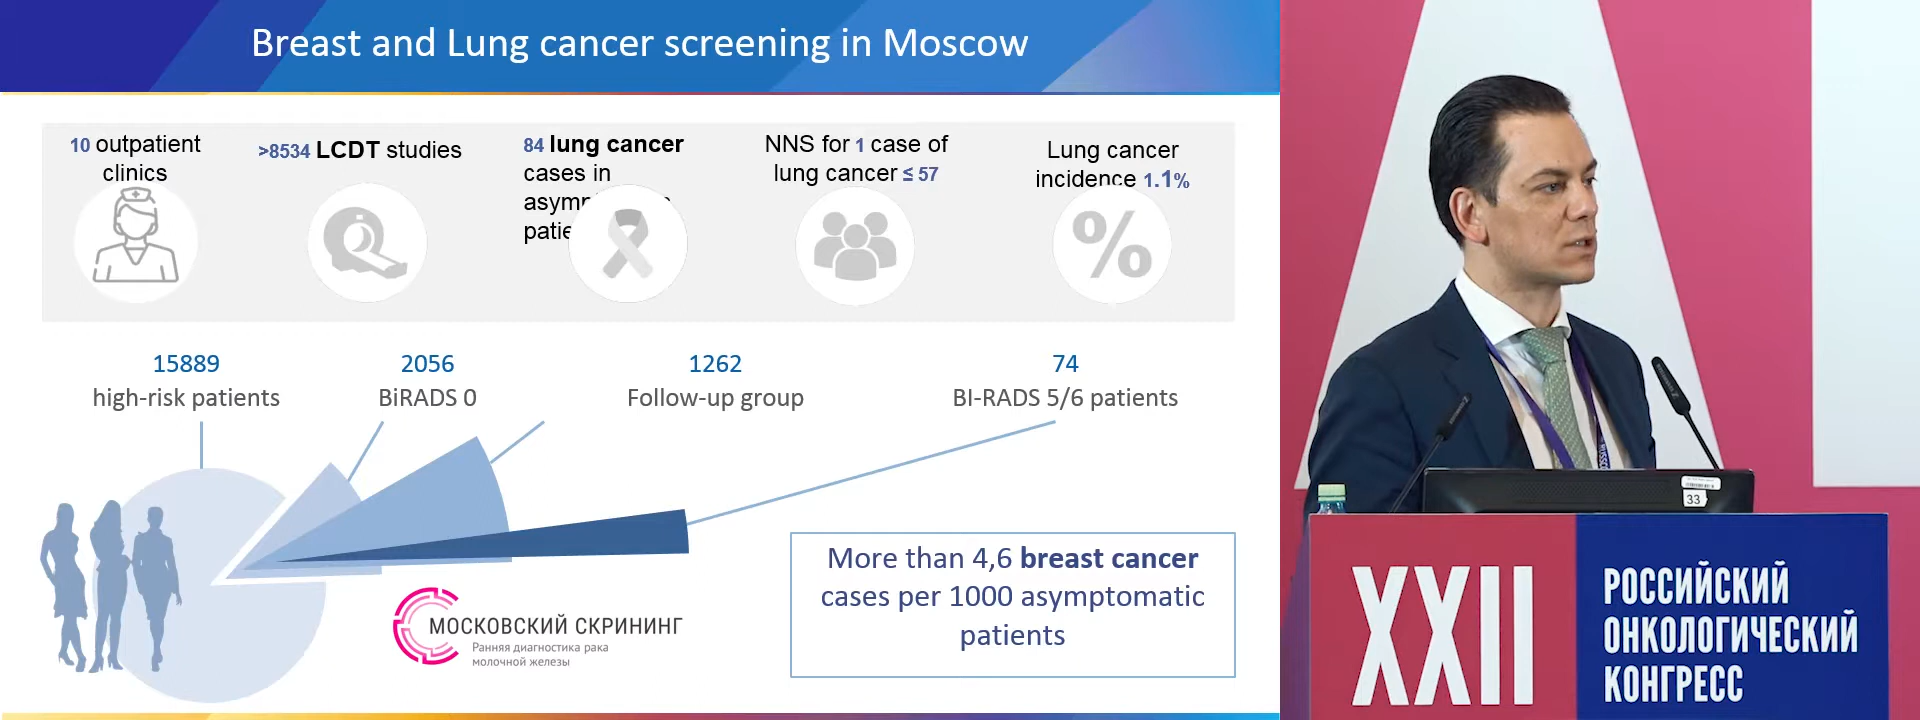 Breast and Lung cancer screening in Moscow
10 outpatient
clinics
>8534 LCDT studies
84 lung cancer
cases in
NNS for 1 case of
lung cancer ≤ 57
Lung cancer
incidence 1.1%
%
15889
high-risk patients
2056
BiRADS 0
1262
Follow-up group
74
BI-RADS 5/6 patients
МОСКОВСКИЙ СКРИНИНГ
Ранняя диагностика рака
молочной железы
More than 4,6 breast cancer
cases per 1000 asymptomatic
patients
33
XXII
РОССИЙСКИЙ
ОНКОЛОГИЧЕСКИЙ
КОНГРЕСС